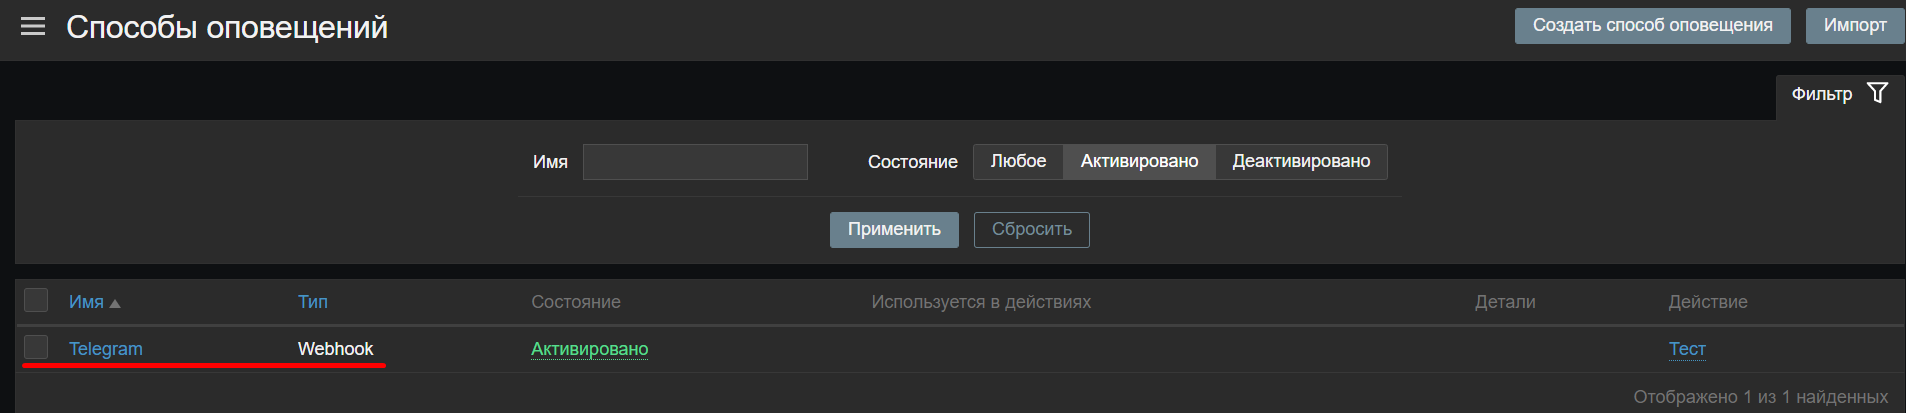 Способы оповещений
Создать способ оповещения Импорт
Фильтр
Имя Состояние Любое Активировано Деактивировано
Применить Сбросить
Имя Тип Состояние Используется в действиях Детали Действие
Telegram Webhook Активировано Тест
Отображено 1 из 1 найденных